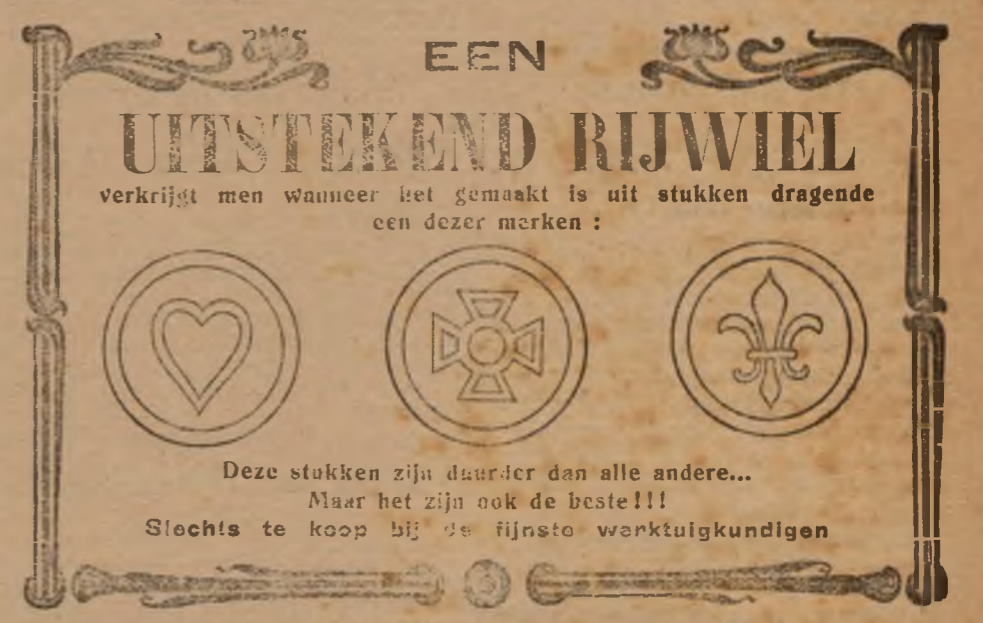 EEN
UITSTEKEND RIJWIEL
verkrijgt men wanneer het gemaakt is uit stukken dragende
een dezer merken :
Deze stukken zijn duurder dan alle andere...
Maar het zijn ook de beste!!!
Slechts te koop bij de fijnste werktuigkundigen